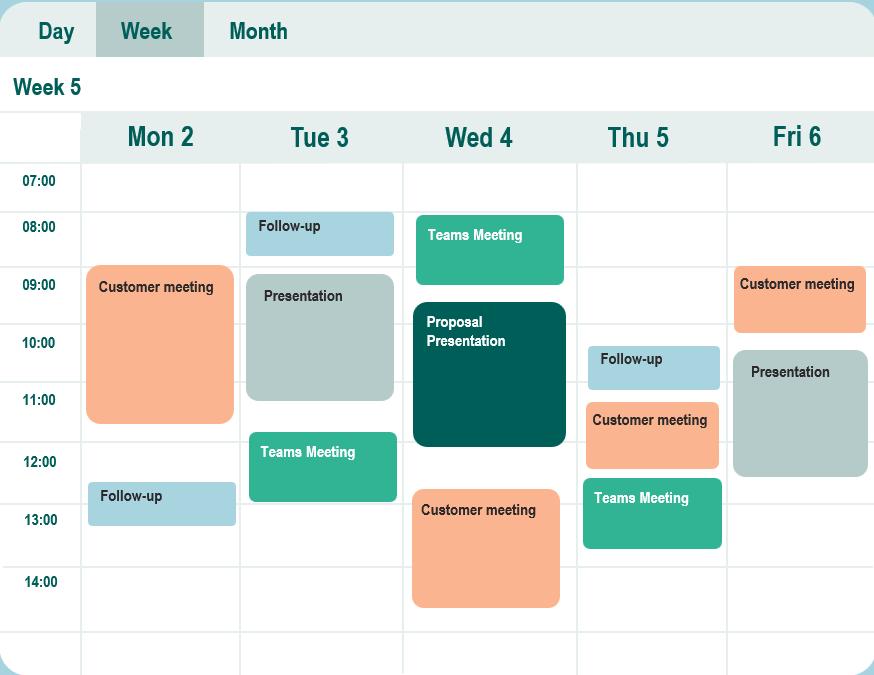 Day
Week
Month
Week 5
Mon 2
Tue 3
Wed 4
Thu 5
Fri 6
07:00
08:00
09:00
10:00
11:00
12:00
13:00
14:00
Customer meeting
Follow-up
Follow-up
Presentation
Teams Meeting
Teams Meeting
Proposal
Presentation
Customer meeting
Follow-up
Customer meeting
Teams Meeting
Customer meeting
Presentation